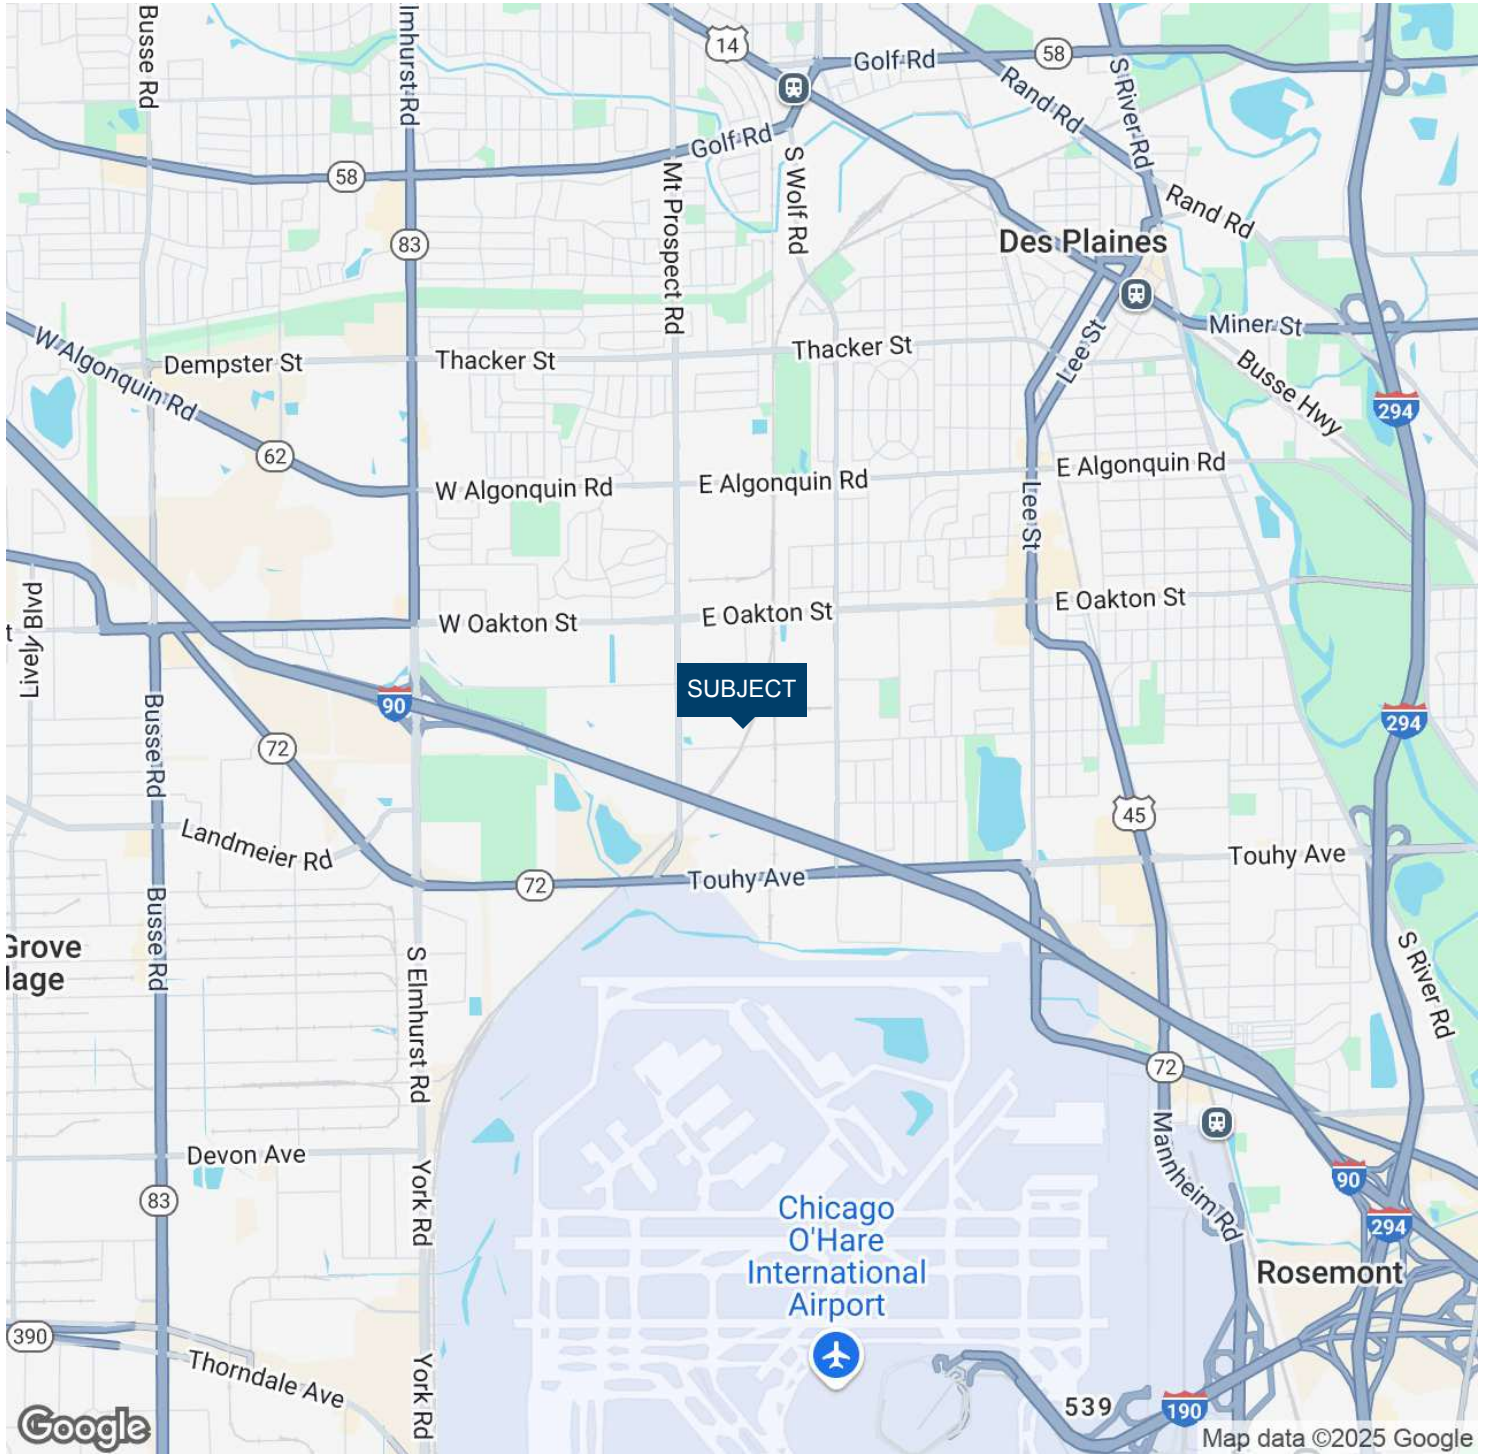 Busse Rd
lmhurst Rd
14
Golf Rd
58
S River Rd
Rand Rd
Golf Rd
58
Mt Prospect Rd
S Wolf Rd
Rand Rd
83
Des Plaines
W Algonquin Rd
Dempster St
Thacker St
Thacker St
Lee St
Miner St
Busse Hwy
294
62
W Algonquin Rd
E Algonquin Rd
E Algonquin Rd
Lee St
Lively Blvd
t
W Oakton St
E Oakton St
E Oakton St
SUBJECT
90
294
Busse Rd
72
Landmeier Rd
45
Touhy Ave
72
Touhy Ave
Busse Rd
Grove
lage
S Elmhurst Rd
S River Rd
72
Devon Ave
York Rd
Mannheim Rd
83
90
294
Chicago
O'Hare
International
Airport
Rosemont
390
Thorndale Ave
York Rd
539
190
Google
Map data ©2025 Google